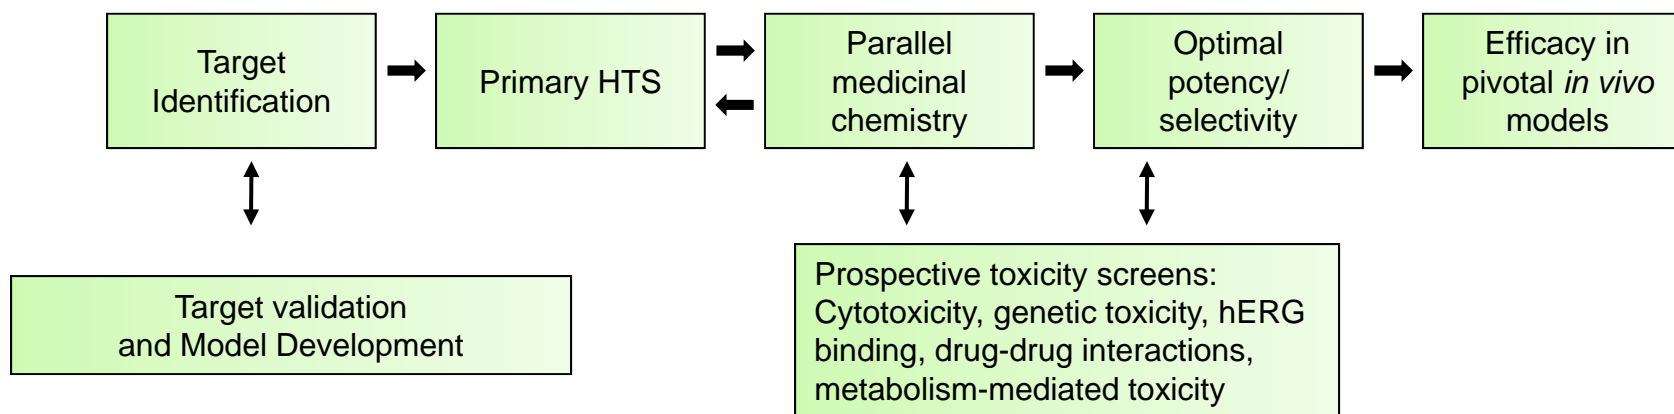 Target
Identification
Primary HTS
Parallel
medicinal
chemistry
Optimal
potency/
selectivity
Efficacy in
pivotal in vivo
models
Target validation
and Model Development
Prospective toxicity screens:
Cytotoxicity, genetic toxicity, hERG
binding, drug-drug interactions,
metabolism-mediated toxicity